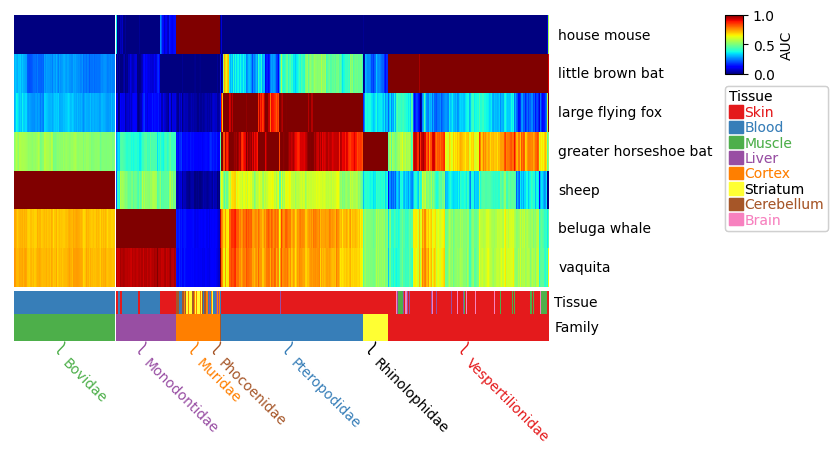 house mouse
little brown bat
large flying fox
greater horseshoe bat
sheep
beluga whale
vaquita
Tissue
Family
Bovidae
Monodontidae
Muridae
Phocoenidae
Pteropodidae
Rhinolophidae
Vespertilionidae
1.0
0.5
0.0
AUC
Tissue
Skin
Blood
Muscle
Liver
Cortex
Striatum
Cerebellum
Brain